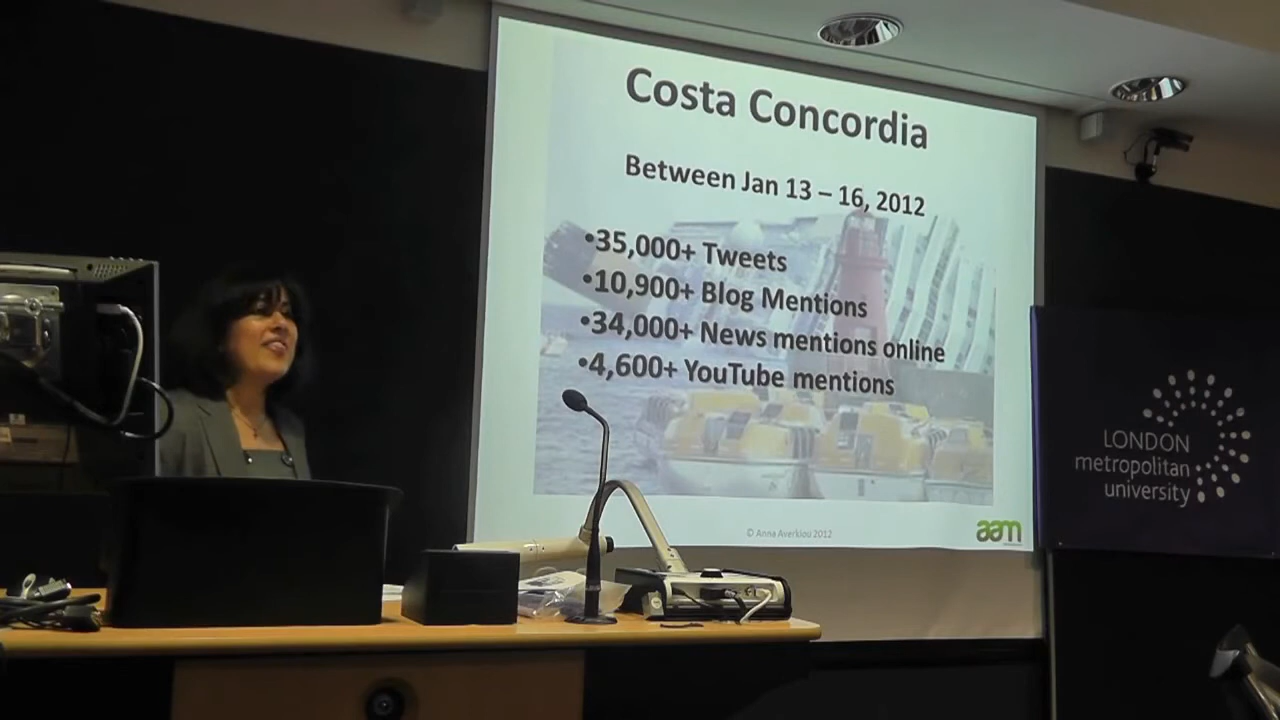 Costa Concordia
Between Jan 13 – 16, 2012
•35,000+ Tweets
•10,900+ Blog Mentions
•34,000+ News mentions online
•4,600+ YouTube mentions
© Anna Averkiou 2012
aam
LONDON
metropolitan
university